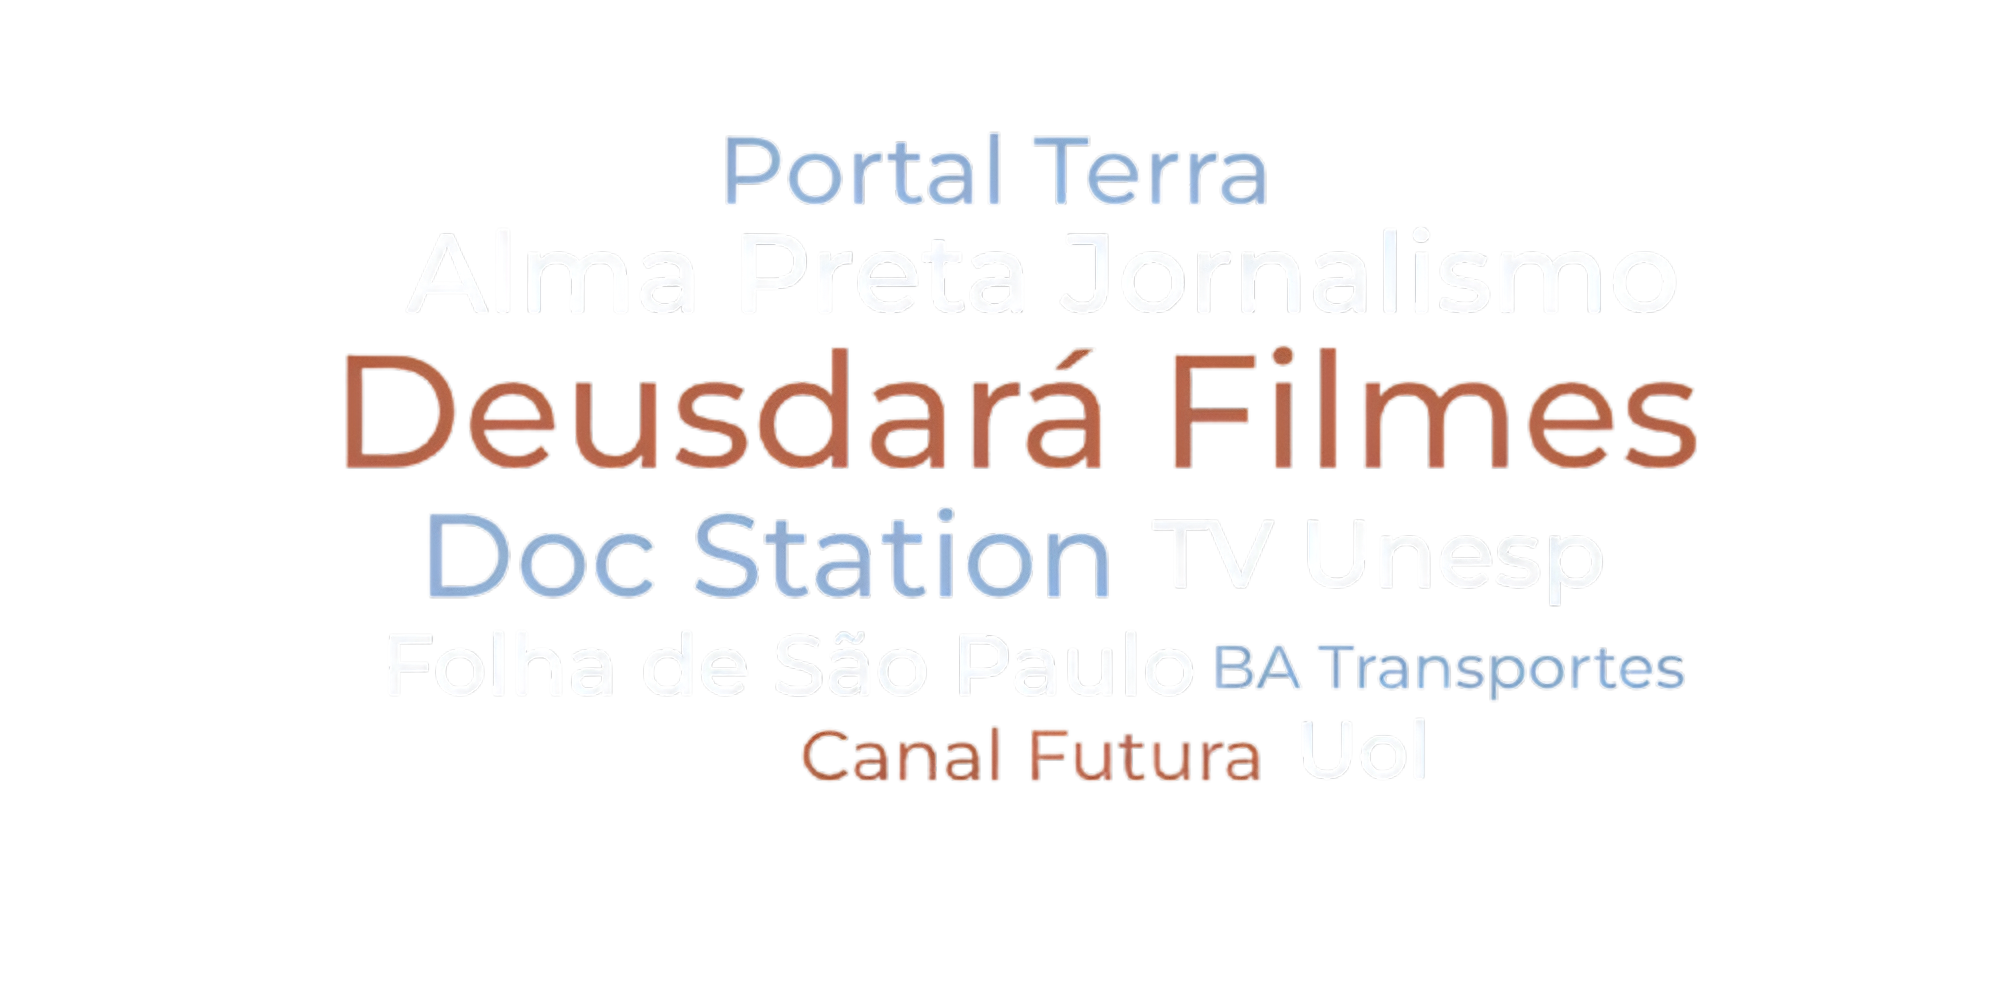 Portal Terra
Alma Preta Jornalismo
Deusdará Filmes
Doc Station TV Unesp
Folha de São Paulo BA Transportes
Canal Futura Uol